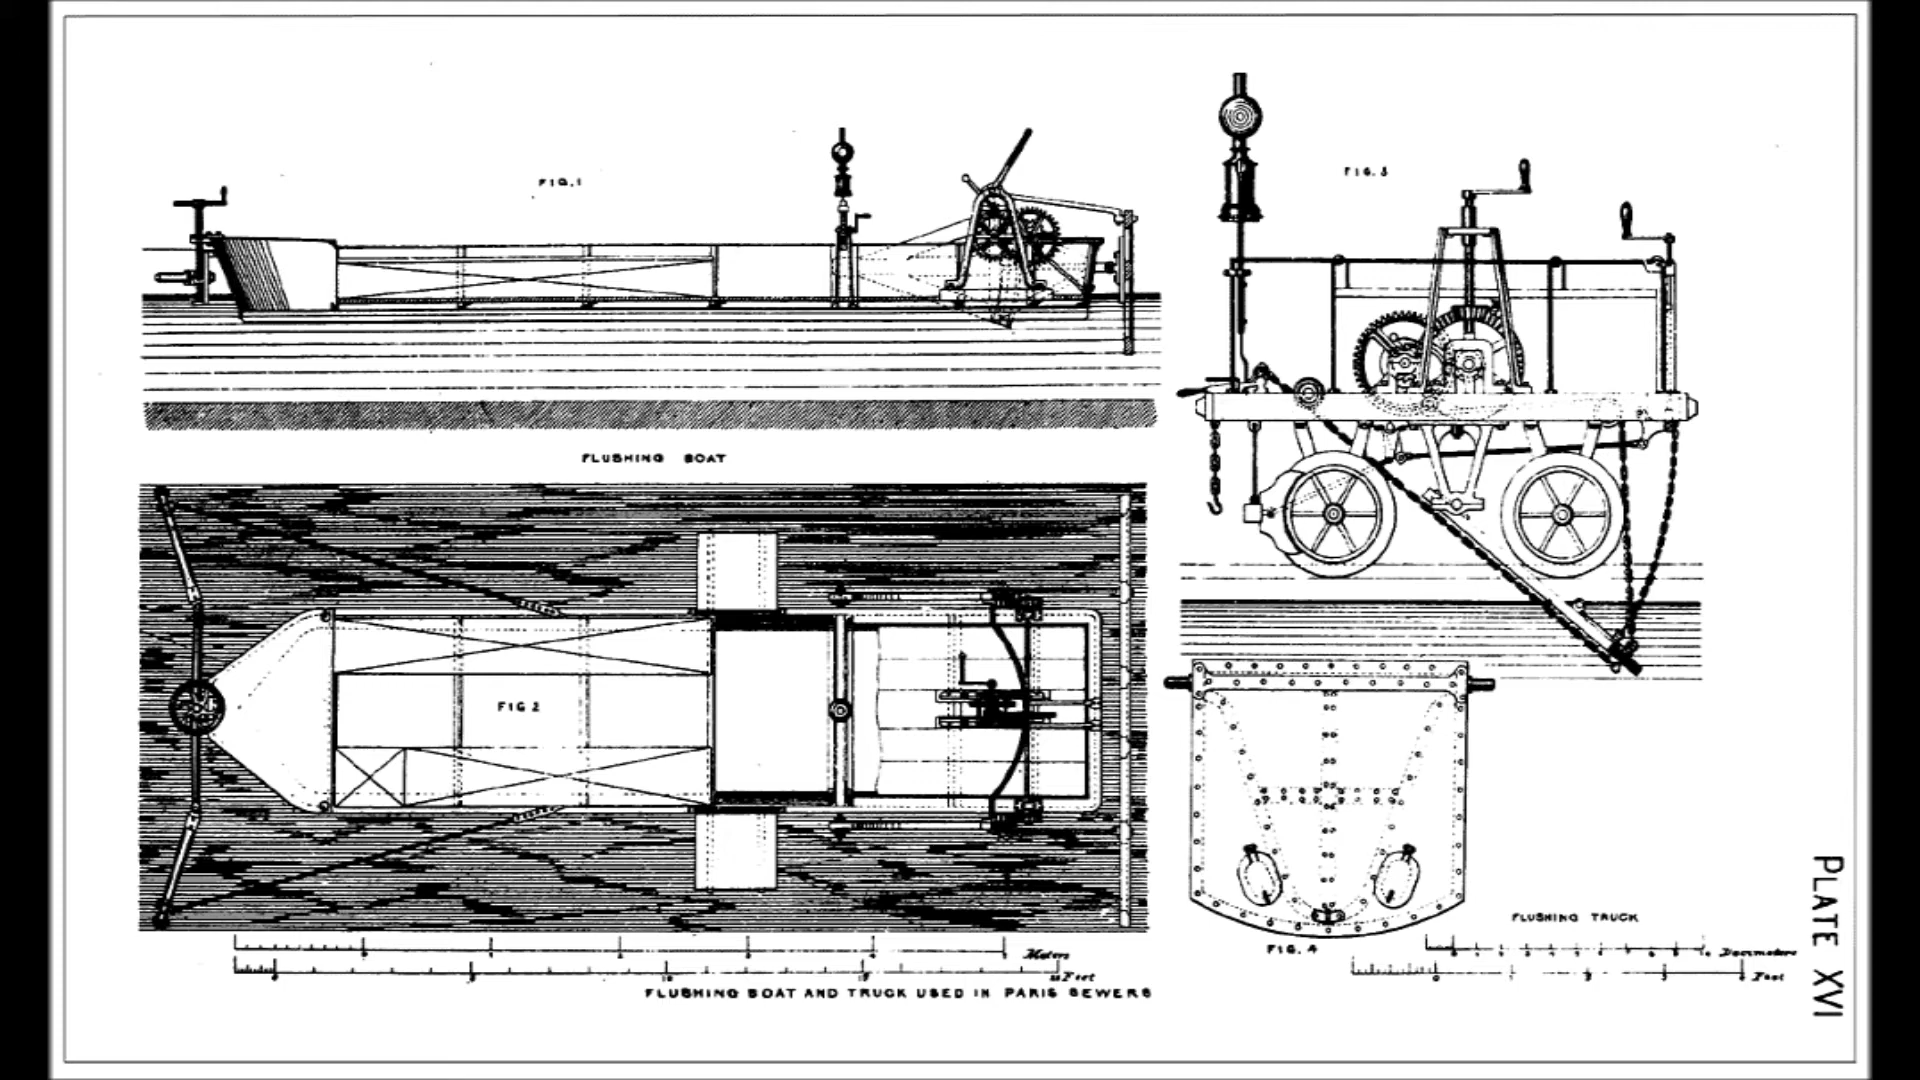 FIG.1
FLUSHING BOAT
FIG 2
Meters
Feet
FLUSHING BOAT AND TRUCK USED IN PARIS SEWERS
FIG. 3
FIG. 4
FLUSHING TRUCK
Decimeters
Feet
PLATE XVI